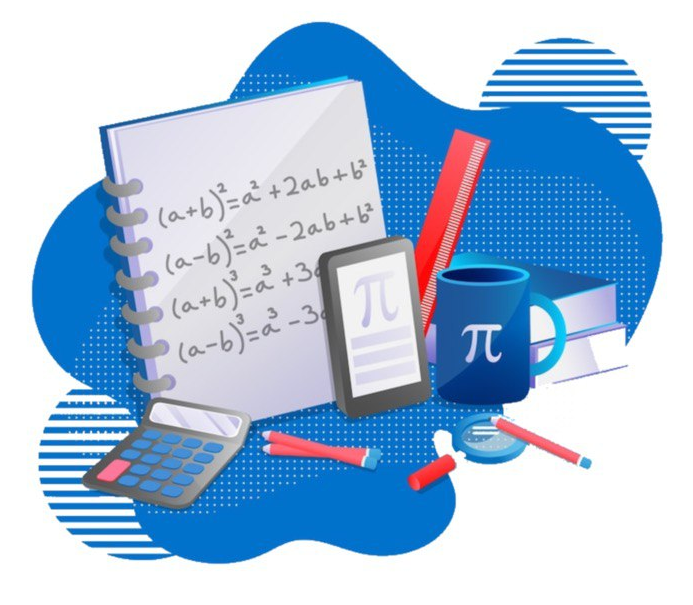 (a+b)²=a²+2ab+b²
(a-b)²=a²-2ab+b²
(a+b)³=a³+3a
(a-b)³=a³-3a
π
π